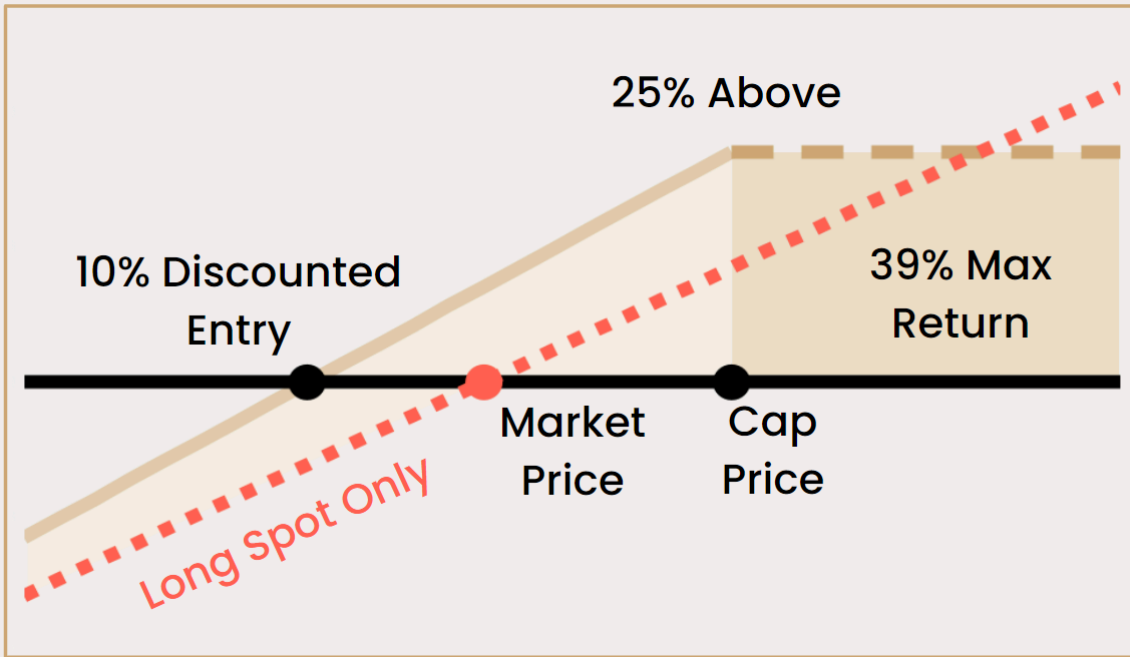 25% Above
10% Discounted
Entry
39% Max
Return
Market
Price
Cap
Price
Long Spot Only